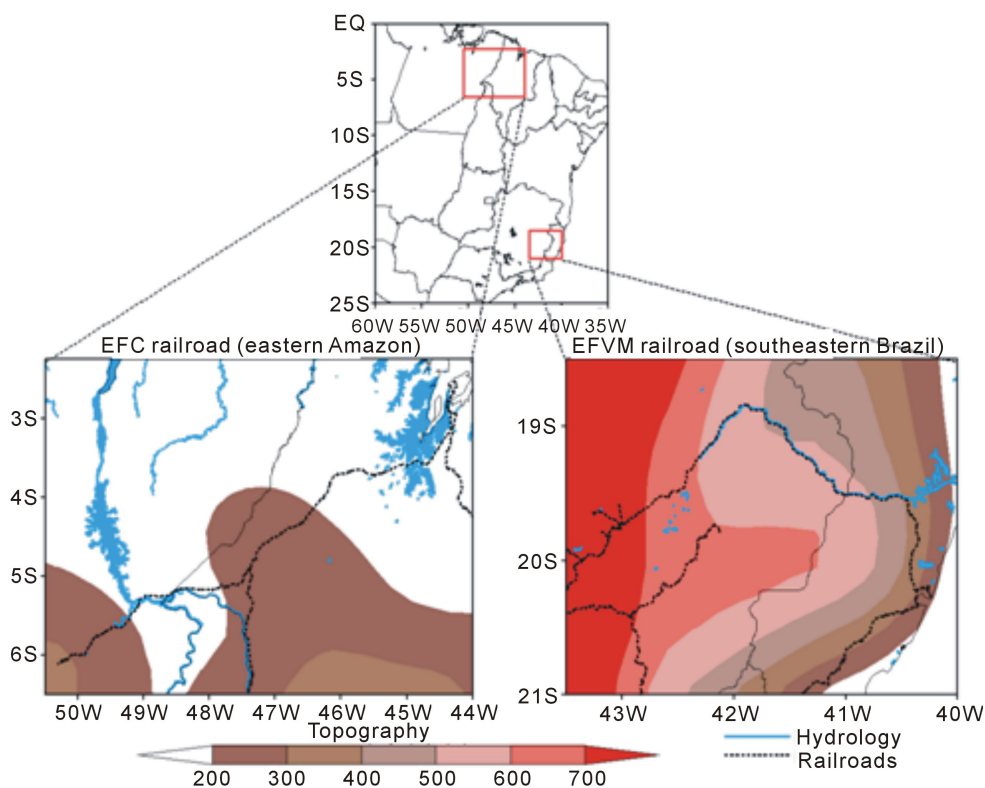 EQ
5S
10S
15S
20S
25S
60W 55W 50W 45W 40W 35W
EFC railroad (eastern Amazon)
EFVM railroad (southeastern Brazil)
3S
4S
5S
6S
50W 49W 48W 47W 46W 45W 44W
19S
20S
21S
43W 42W 41W 40W
Topography
200 300 400 500 600 700
Hydrology
Railroads